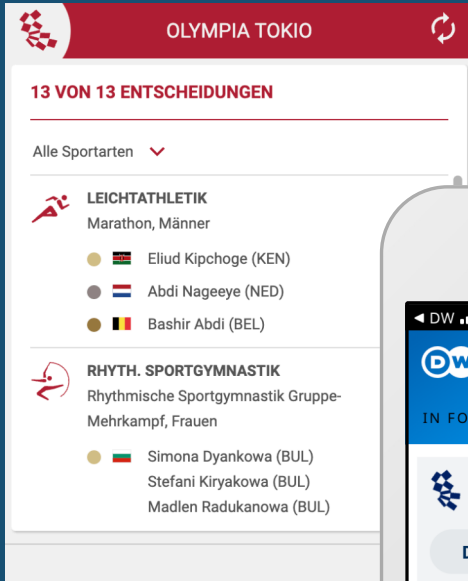 OLYMPIA TOKIO
13 VON 13 ENTSCHEIDUNGEN
Alle Sportarten
LEICHTATHLETIK
Marathon, Männer
Eliud Kipchoge (KEN)
Abdi Nageeye (NED)
Bashir Abdi (BEL)
RHYTH. SPORTGYMNASTIK
Rhythmische Sportgymnastik Gruppe-
Mehrkampf, Frauen
Simona Dyankowa (BUL)
Stefani Kiryakowa (BUL)
Madlen Radukanowa (BUL)
DW
DW
IN FO
D